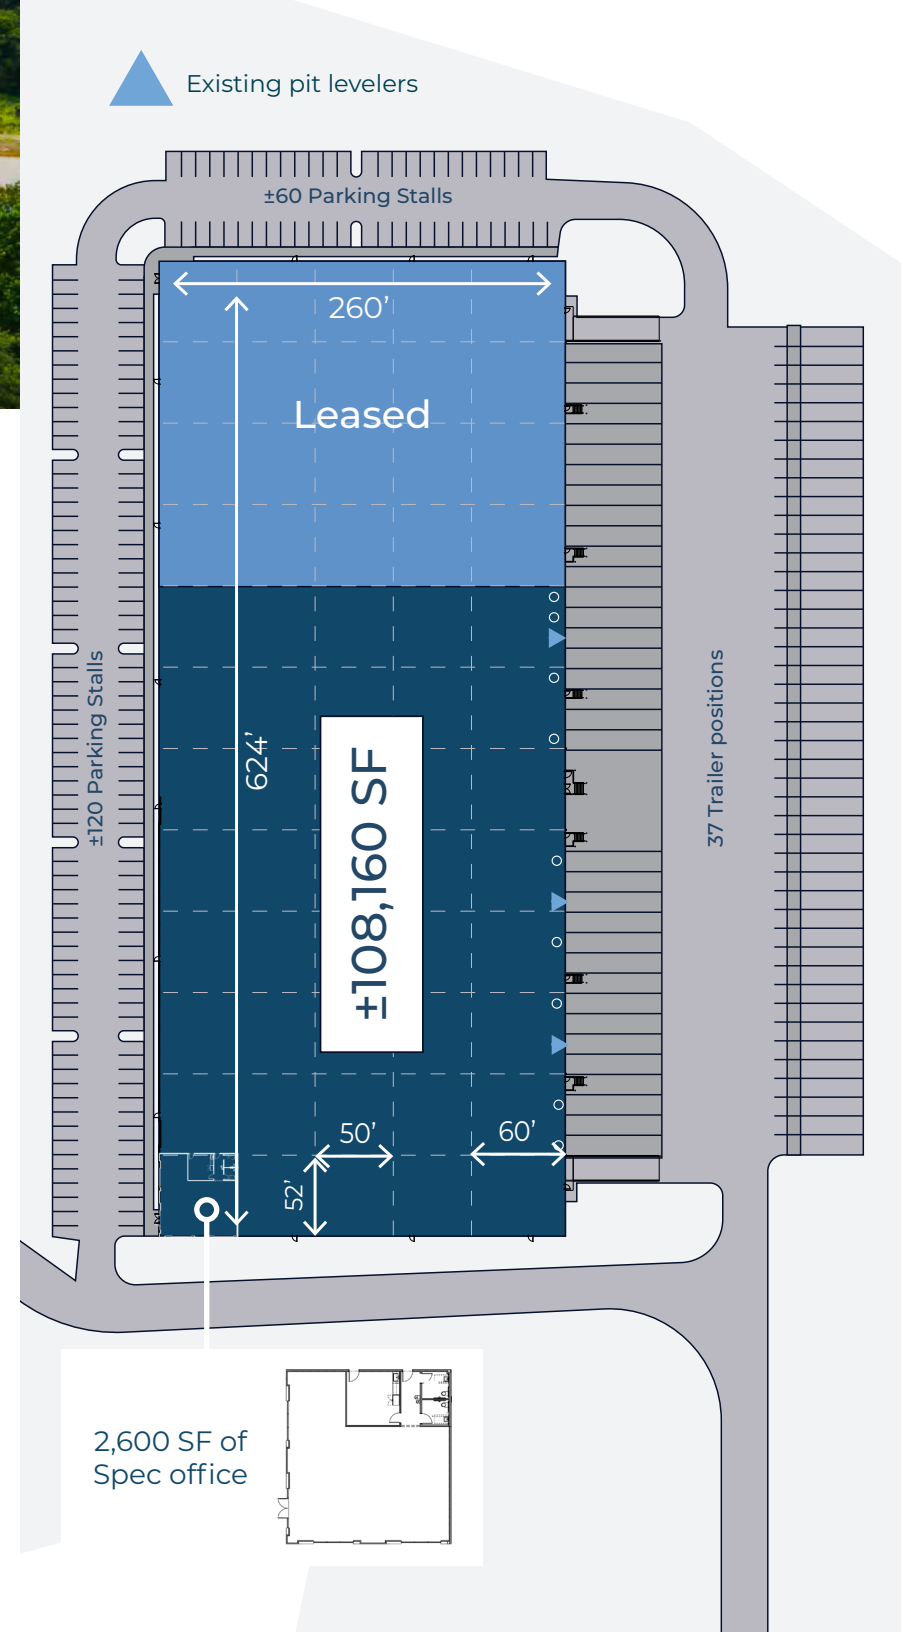 Existing pit levelers
±60 Parking Stalls
260’
Leased
624’
±120 Parking Stalls
±108,160 SF
37 Trailer positions
50’
60’
52’
2,600 SF of
Spec office